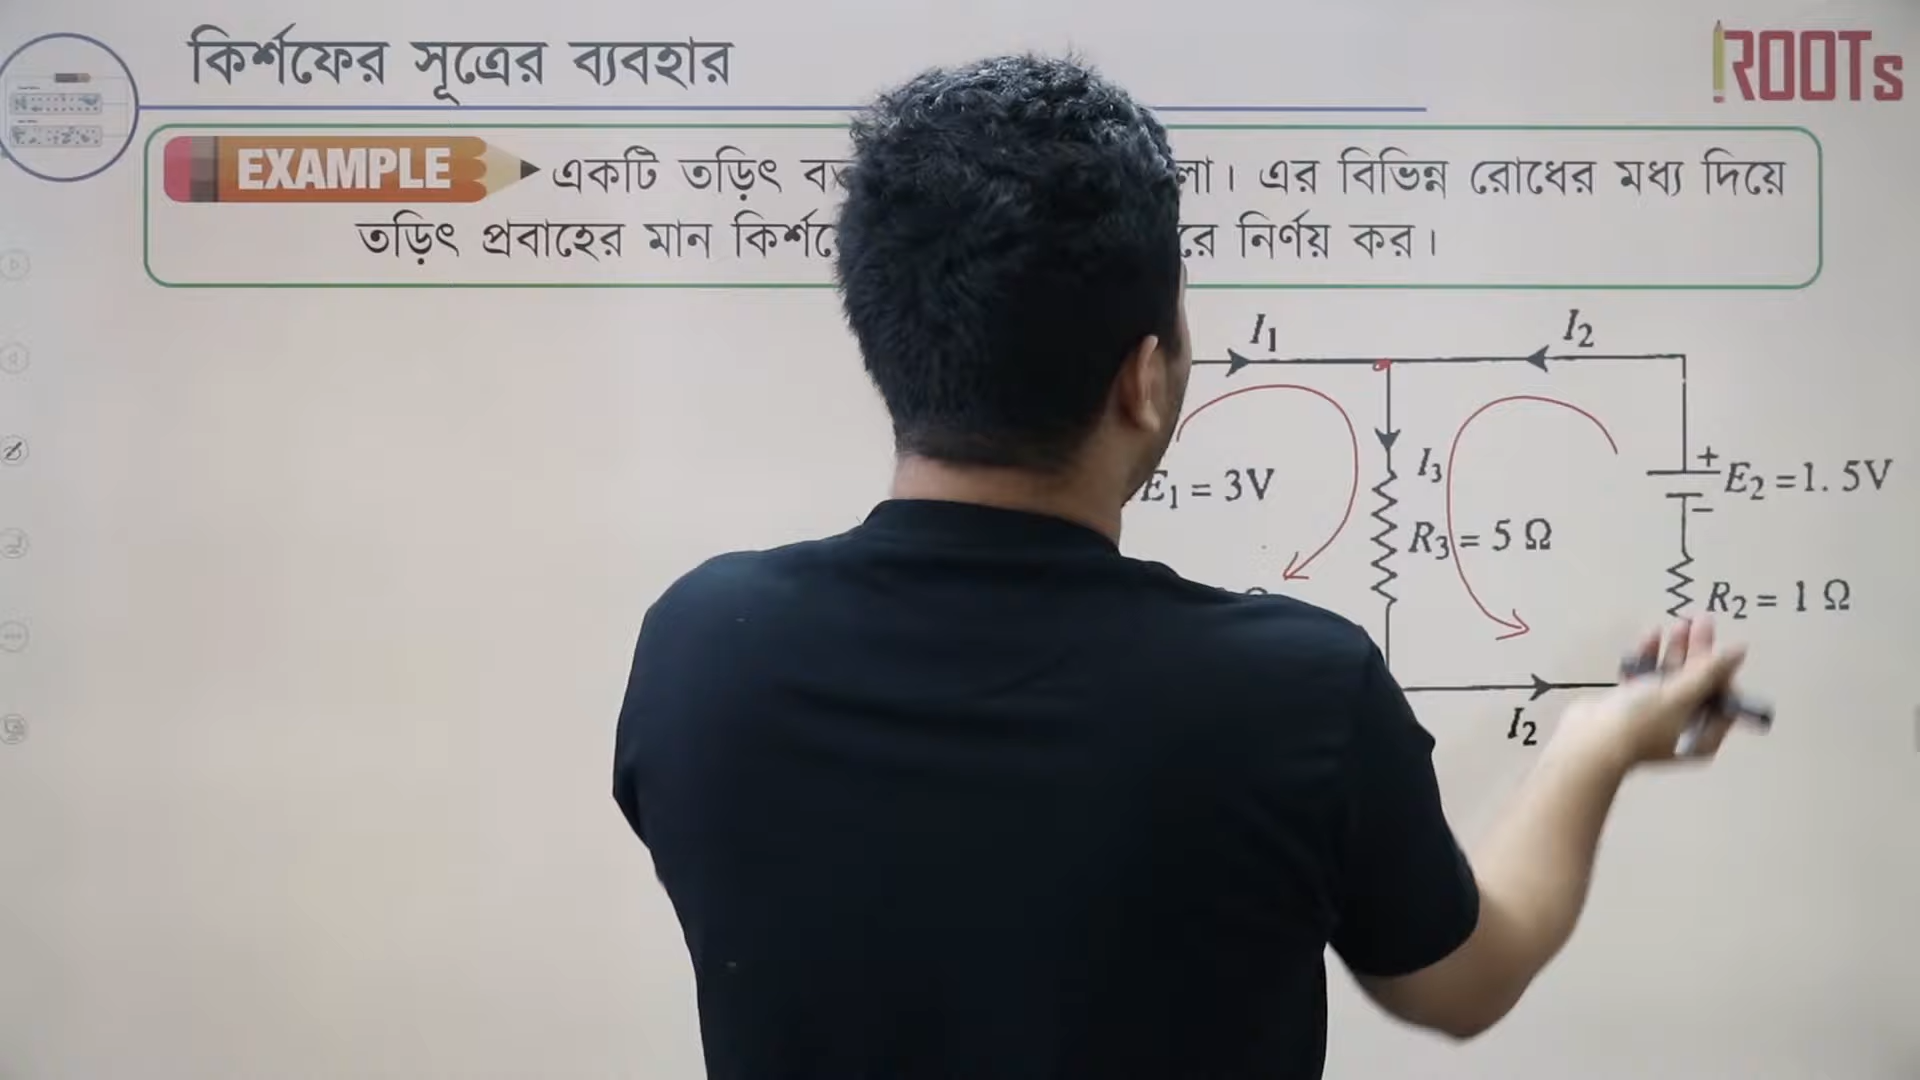 কির্শফের সূত্রের ব্যবহার
ROOTs
EXAMPLE একটি তড়িৎ এর বিভিন্ন রোধের মধ্য দিয়ে
তড়িৎ প্রবাহের মান নির্ণয় কর।
I1
I2
E1 = 3V
I3
R3 = 5 Ω
+
E2 =1. 5V
−
R2 = 1 Ω
I2